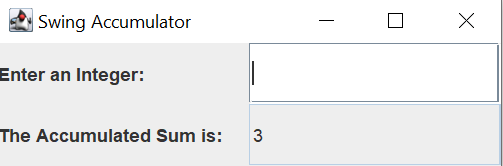 Swing Accumulator
Enter an Integer:
The Accumulated Sum is: 3